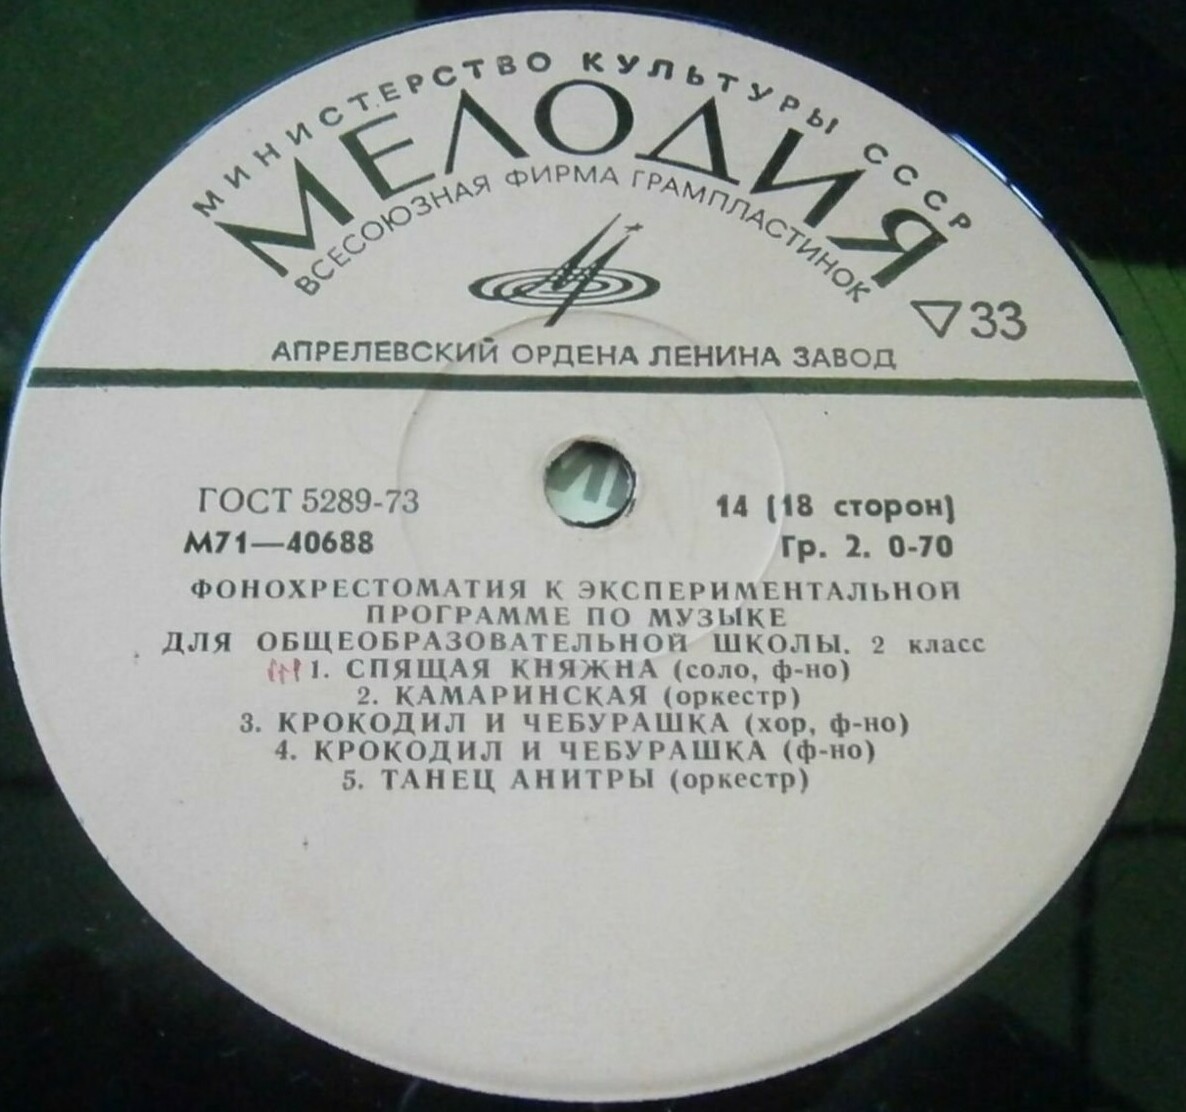 МИНИСТЕРСТВО КУЛЬТУРЫ СССР
МЕЛОДИЯ
ВСЕСОЮЗНАЯ ФИРМА ГРАМПЛАСТИНОК
▽33
АПРЕЛЕВСКИЙ ОРДЕНА ЛЕНИНА ЗАВОД
ГОСТ 5289-73
14 (18 сторон)
М71—40688
Гр. 2. 0-70
ФОНОХРЕСТОМАТИЯ К ЭКСПЕРИМЕНТАЛЬНОЙ
ПРОГРАММЕ ПО МУЗЫКЕ
ДЛЯ ОБЩЕОБРАЗОВАТЕЛЬНОЙ ШКОЛЫ. 2 класс
1. СПЯЩАЯ КНЯЖНА (соло, ф-но)
2. КАМАРИНСКАЯ (оркестр)
3. КРОКОДИЛ И ЧЕБУРАШКА (хор, ф-но)
4. КРОКОДИЛ И ЧЕБУРАШКА (ф-но)
5. ТАНЕЦ АНИТРЫ (оркестр)